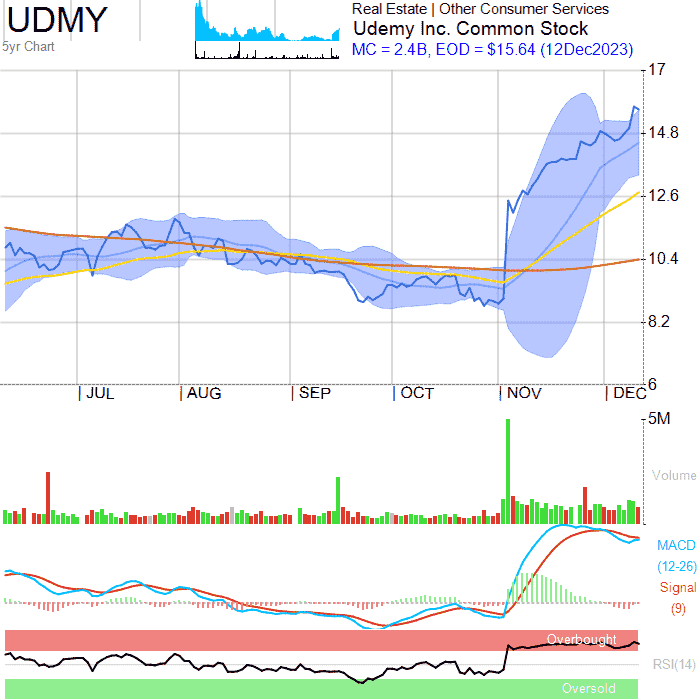 UDMY
5yr Chart
Real Estate | Other Consumer Services
Udemy Inc. Common Stock
MC = 2.4B, EOD = $15.64 (12Dec2023)
17
14.8
12.6
10.4
8.2
6
| JUL | AUG | SEP | OCT | NOV | DEC
5M
Volume
MACD
(12-26)
Signal
(9)
Overbought
RSI(14)
Oversold